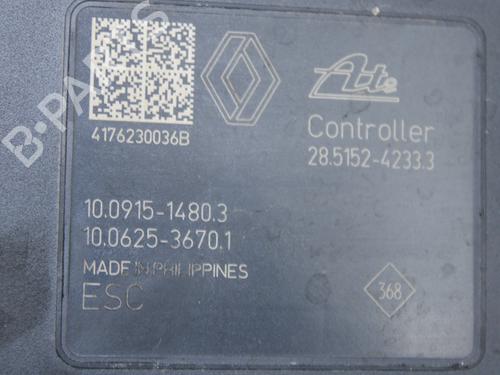 B-PARTS
Ate
4176230036B
Controller
28.5152-4233.3
10.0915-1480.3
10.0625-3670.1
MADE IN PHILIPPINES
ESC
368